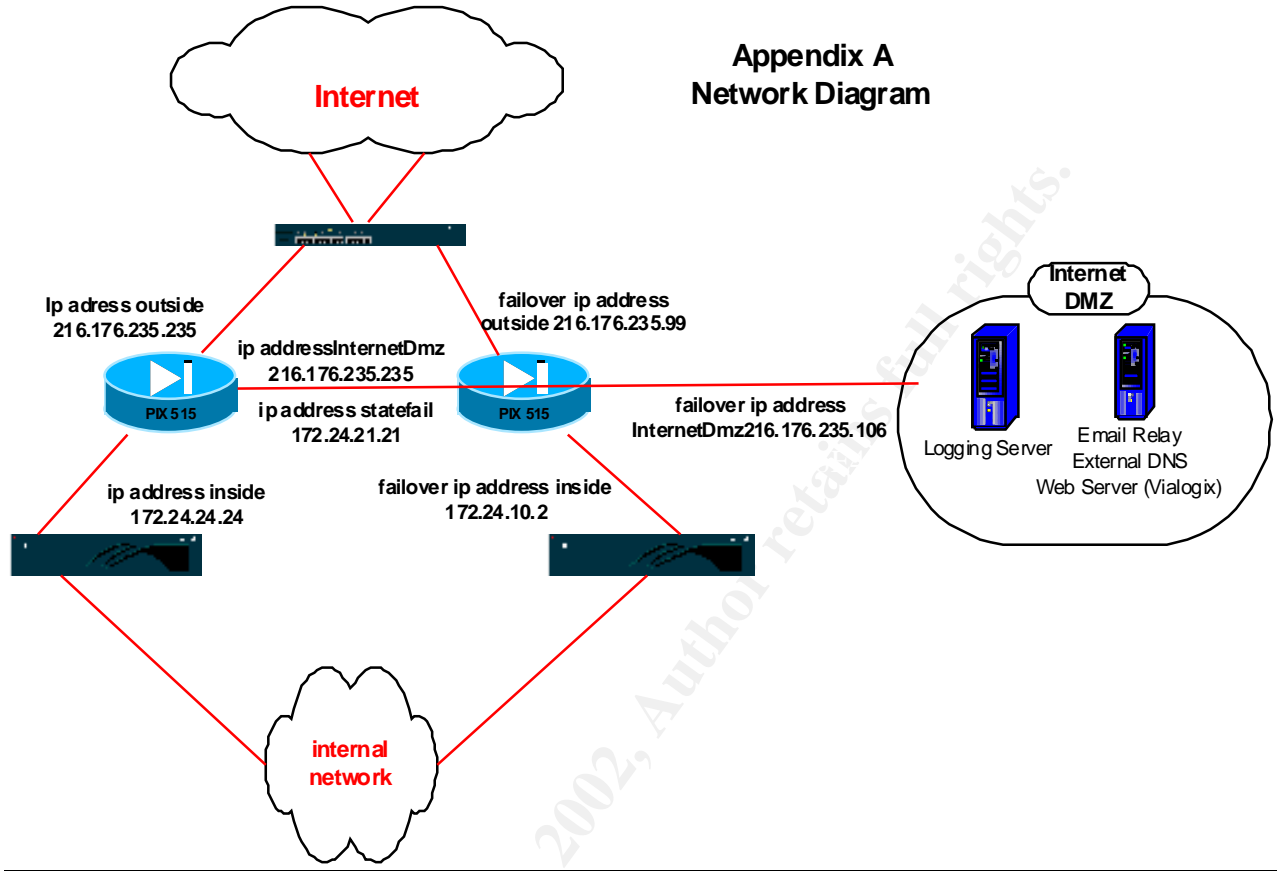 Appendix A
Network Diagram
Internet
Ip adress outside
216.176.235.235
failover ip address
outside 216.176.235.99
ip addressInternetDmz
216.176.235.235
PIX 515
PIX 515
ip address statefail
172.24.21.21
failover ip address
InternetDmz216.176.235.106
Internet
DMZ
Logging Server
Email Relay
External DNS
Web Server (Vialogix)
ip address inside
172.24.24.24
failover ip address inside
172.24.10.2
internal
network
2002, Author retains full rights.